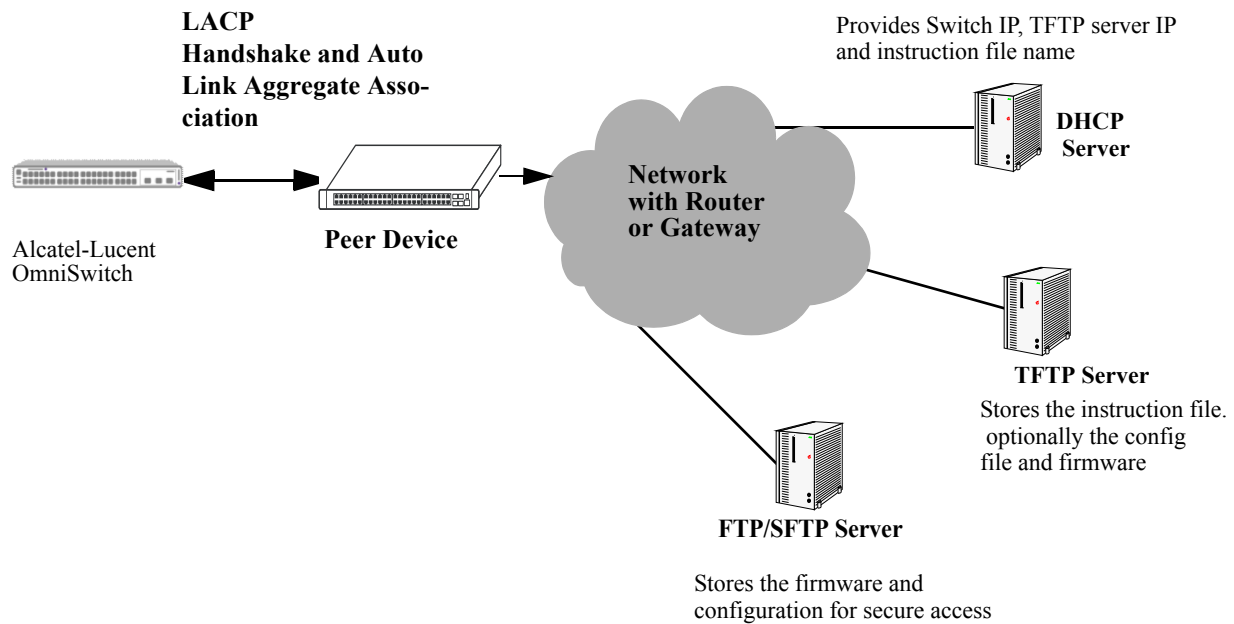 LACP
Handshake and Auto
Link Aggregate Asso-
ciation
Provides Switch IP, TFTP server IP
and instruction file name
DHCP
Server
Network
with Router
or Gateway
Peer Device
Alcatel-Lucent
OmniSwitch
TFTP Server
Stores the instruction file.
optionally the config
file and firmware
FTP/SFTP Server
Stores the firmware and
configuration for secure access